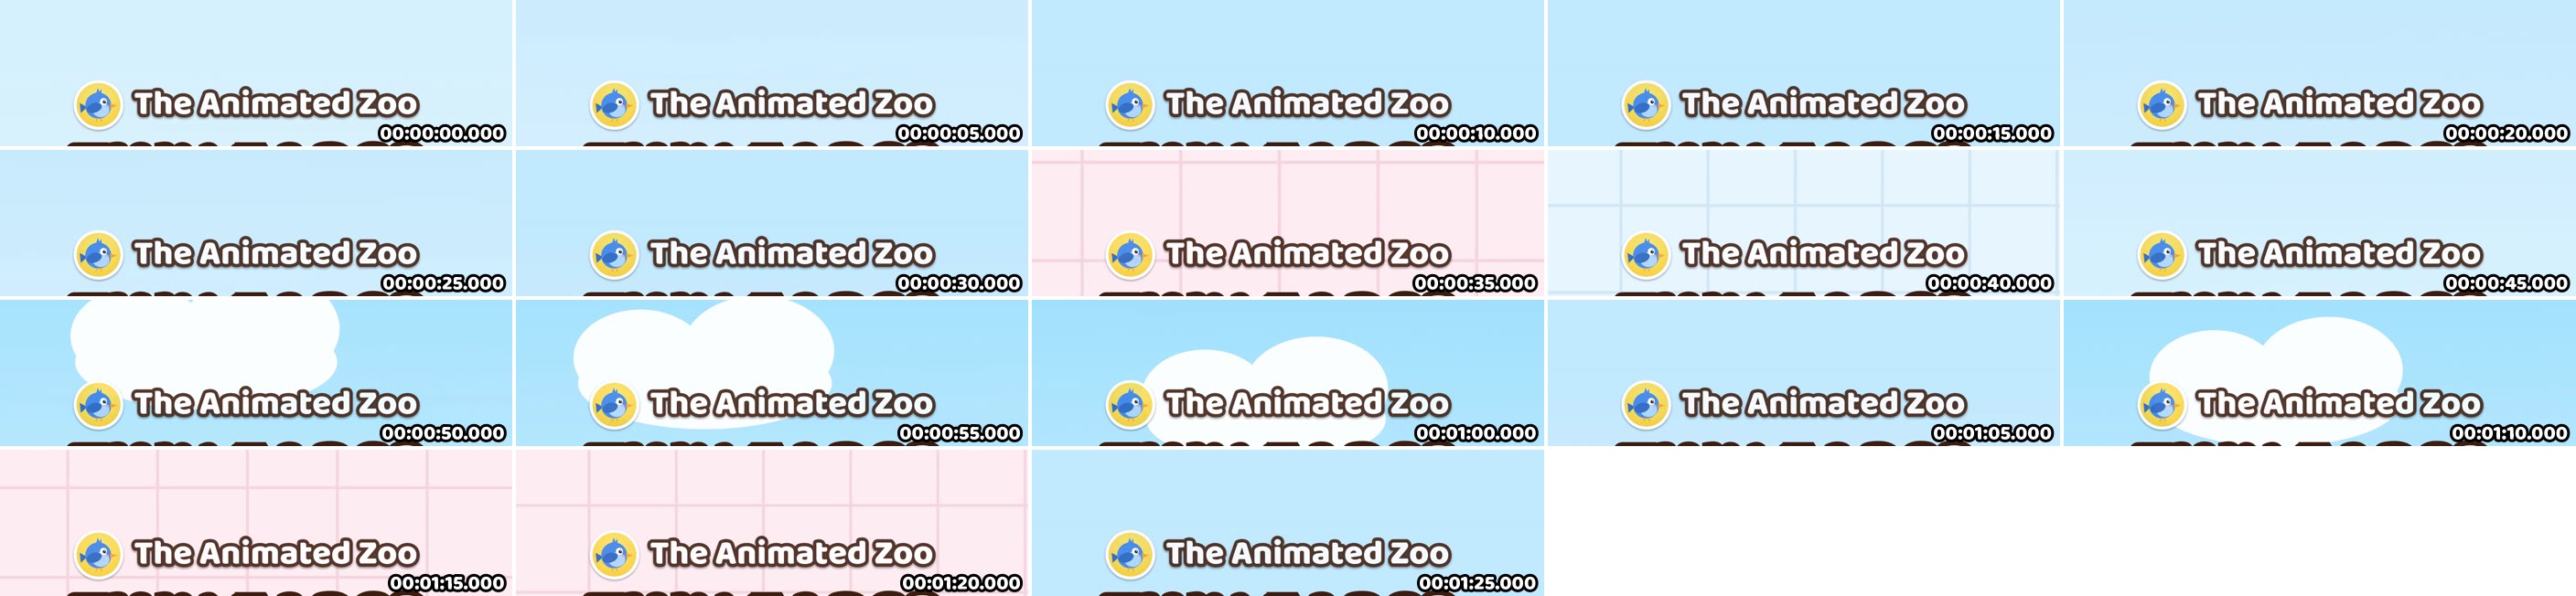 The Animated Zoo
00:00:00.000
The Animated Zoo
00:00:05.000
The Animated Zoo
00:00:10.000
The Animated Zoo
00:00:15.000
The Animated Zoo
00:00:20.000
The Animated Zoo
00:00:25.000
The Animated Zoo
00:00:30.000
The Animated Zoo
00:00:35.000
The Animated Zoo
00:00:40.000
The Animated Zoo
00:00:45.000
The Animated Zoo
00:00:50.000
The Animated Zoo
00:00:55.000
The Animated Zoo
00:01:00.000
The Animated Zoo
00:01:05.000
The Animated Zoo
00:01:10.000
The Animated Zoo
00:01:15.000
The Animated Zoo
00:01:20.000
The Animated Zoo
00:01:25.000